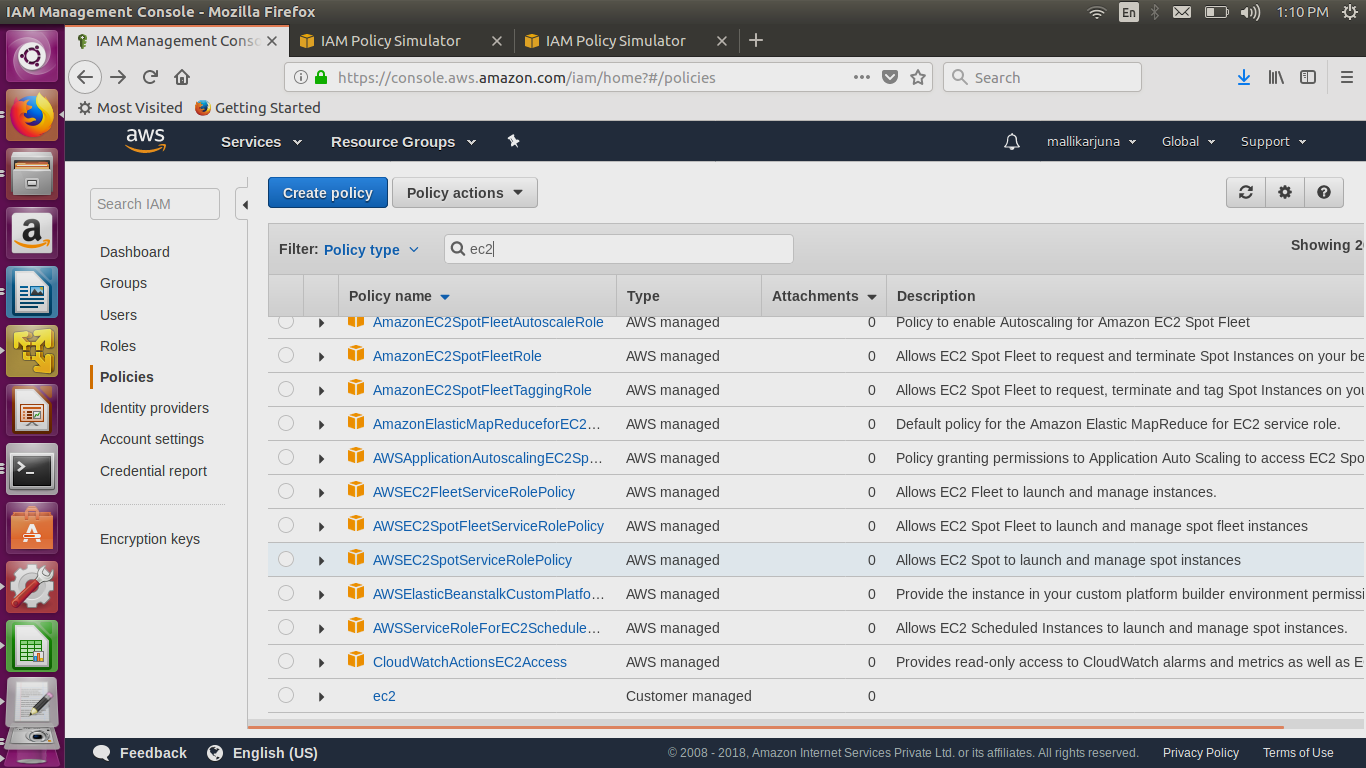 IAM Management Console - Mozilla Firefox
En
1:10 PM
IAM Management Conso
IAM Policy Simulator
IAM Policy Simulator
https://console.aws.amazon.com/iam/home?#/policies
Search
Most Visited
Getting Started
aws
Services
Resource Groups
mallikarjuna
Global
Support
Search IAM
Dashboard
Groups
Users
Roles
Policies
Identity providers
Account settings
Credential report
Encryption keys
Create policy
Policy actions
Filter: Policy type
ec2
Showing 2
Policy name Type Attachments Description
AmazonEC2SpotFleetAutoscaleRole AWS managed 0 Policy to enable Autoscaling for Amazon EC2 Spot Fleet
AmazonEC2SpotFleetRole AWS managed 0 Allows EC2 Spot Fleet to request and terminate Spot Instances on your be
AmazonEC2SpotFleetTaggingRole AWS managed 0 Allows EC2 Spot Fleet to request, terminate and tag Spot Instances on you
AmazonElasticMapReduceforEC2... AWS managed 0 Default policy for the Amazon Elastic MapReduce for EC2 service role.
AWSApplicationAutoscalingEC2Sp... AWS managed 0 Policy granting permissions to Application Auto Scaling to access EC2 Spo
AWSEC2FleetServiceRolePolicy AWS managed 0 Allows EC2 Fleet to launch and manage instances.
AWSEC2SpotFleetServiceRolePolicy AWS managed 0 Allows EC2 Spot Fleet to launch and manage spot fleet instances
AWSEC2SpotServiceRolePolicy AWS managed 0 Allows EC2 Spot to launch and manage spot instances
AWSElasticBeanstalkCustomPlatfo... AWS managed 0 Provide the instance in your custom platform builder environment permissi
AWSServiceRoleForEC2Schedule... AWS managed 0 Allows EC2 Scheduled Instances to launch and manage spot instances.
CloudWatchActionsEC2Access AWS managed 0 Provides read-only access to CloudWatch alarms and metrics as well as E
ec2 Customer managed 0
Feedback
English (US)
© 2008 - 2018, Amazon Internet Services Private Ltd. or its affiliates. All rights reserved.
Privacy Policy
Terms of Use